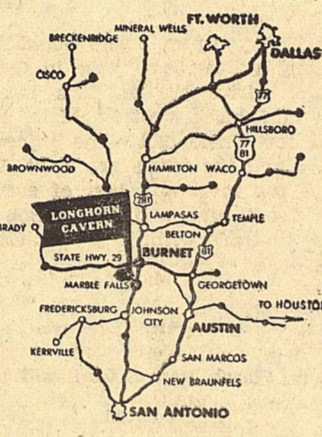 MINERAL WELLS
FT. WORTH
BRECKENRIDGE
DALLAS
CISCO
77
HILLSBORO
77
81
BROWNWOOD
HAMILTON
WACO
281
LONGHORN
CAVERN
LAMPASAS
TEMPLE
BELTON
BRADY
STATE HWY. 29
BURNET
81
MARBLE FALLS
GEORGETOWN
TO HOUSTON
FREDERICKSBURG
JOHNSON
CITY
AUSTIN
KERRVILLE
SAN MARCOS
NEW BRAUNFELS
SAN ANTONIO